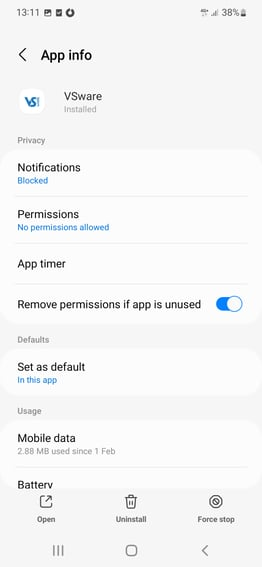 13:11 38%
App info
VS
VSware
Installed
Privacy
Notifications
Blocked
Permissions
No permissions allowed
App timer
Remove permissions if app is unused
Defaults
Set as default
In this app
Usage
Mobile data
2.88 MB used since 1 Feb
Battery
Open Uninstall Force stop